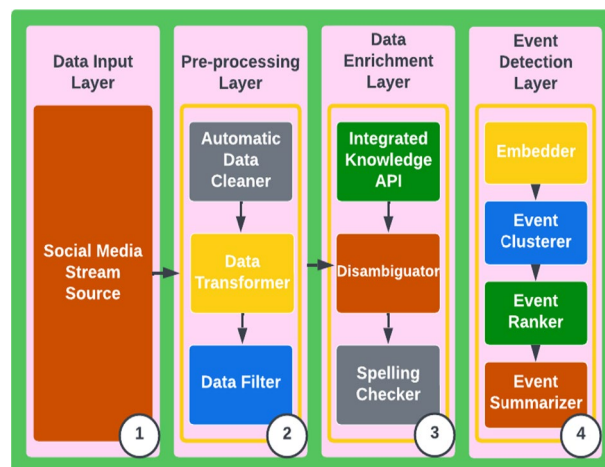 Data Input
Layer
Social Media
Stream
Source
1
Pre-processing
Layer
Automatic
Data
Cleaner
Data
Transformer
Data Filter
2
Data
Enrichment
Layer
Integrated
Knowledge
API
Disambiguator
Spelling
Checker
3
Event
Detection
Layer
Embedder
Event
Clusterer
Event
Ranker
Event
Summarizer
4